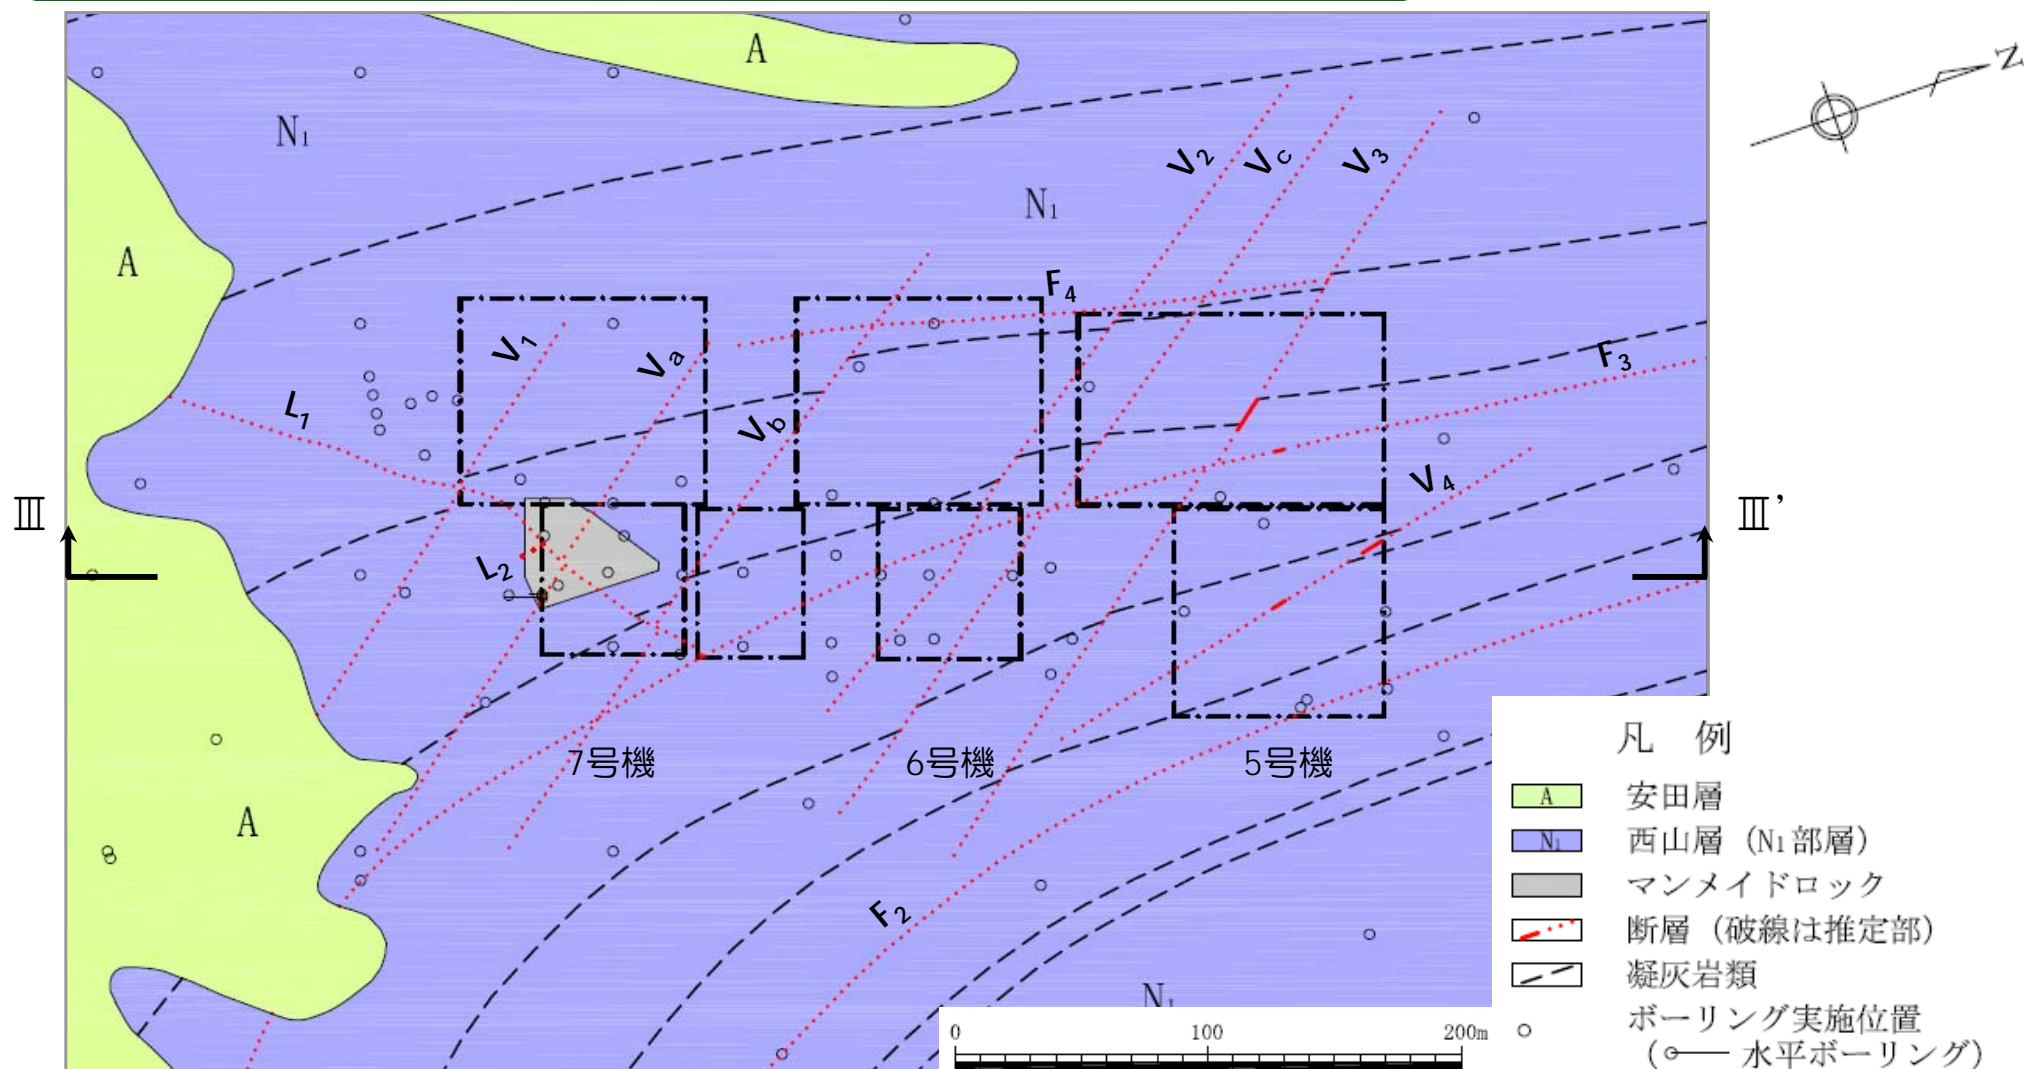 A
N
N₁
V₂
Vc
V₃
N₁
A
F₄
V₁
Va
F₃
L₁
Vb
V₄
Ⅲ
Ⅲ’
L₂
7号機
6号機
5号機
A
F₂
N₁
0
100
200m
凡 例
A 安田層
N₁ 西山層（N₁部層）
マンメイドロック
断層（破線は推定部）
凝灰岩類
ボーリング実施位置
（ 水平ボーリング）